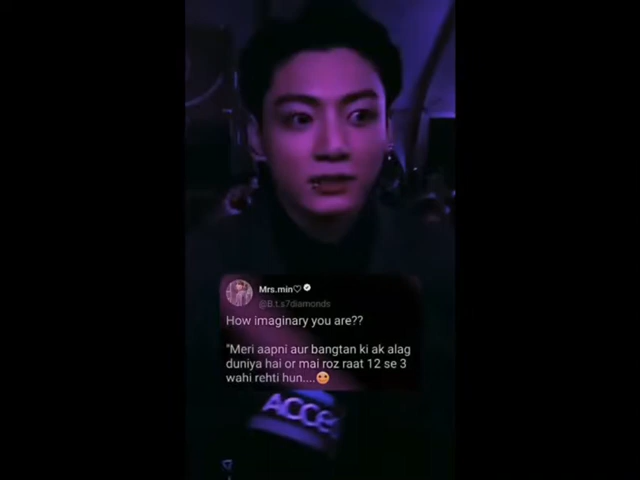 Mrs.min♡
@B.t.s7diamonds
How imaginary you are??
"Meri aapni aur bangtan ki ak alag
duniya hai or mai roz raat 12 se 3
wahi rehti hun....🙂
ACCE